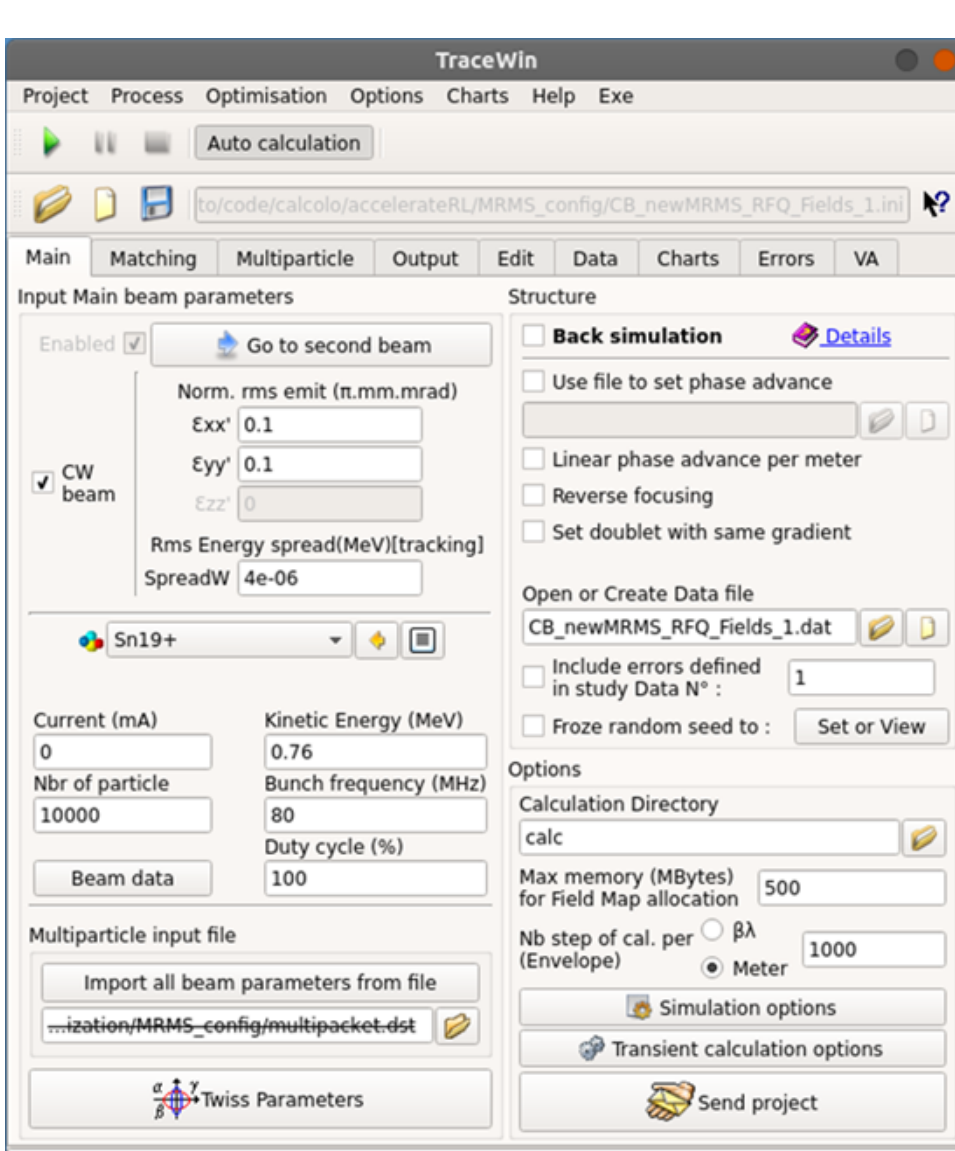 TraceWin
Project Process Optimisation Options Charts Help Exe
Auto calculation
to/code/calcolo/accelerateRL/MRMS_config/CB_newMRMS_RFQ_Fields_1.ini
Main Matching Multiparticle Output Edit Data Charts Errors VA
Input Main beam parameters
Enabled Go to second beam
Norm. rms emit (π.mm.mrad)
εxx' 0.1
εyy' 0.1
CW
beam
εzz' 0
Rms Energy spread(MeV)[tracking]
SpreadW 4e-06
Sn19+
Current (mA) Kinetic Energy (MeV)
0 0.76
Nbr of particle Bunch frequency (MHz)
10000 80
Duty cycle (%)
Beam data 100
Multiparticle input file
Import all beam parameters from file
...ization/MRMS_config/multipacket.dst
α γ β Twiss Parameters
Structure
Back simulation Details
Use file to set phase advance
Linear phase advance per meter
Reverse focusing
Set doublet with same gradient
Open or Create Data file
CB_newMRMS_RFQ_Fields_1.dat
Include errors defined
in study Data N° : 1
Froze random seed to : Set or View
Options
Calculation Directory
calc
Max memory (MBytes)
for Field Map allocation 500
Nb step of cal. per βλ
(Envelope) Meter 1000
Simulation options
Transient calculation options
Send project